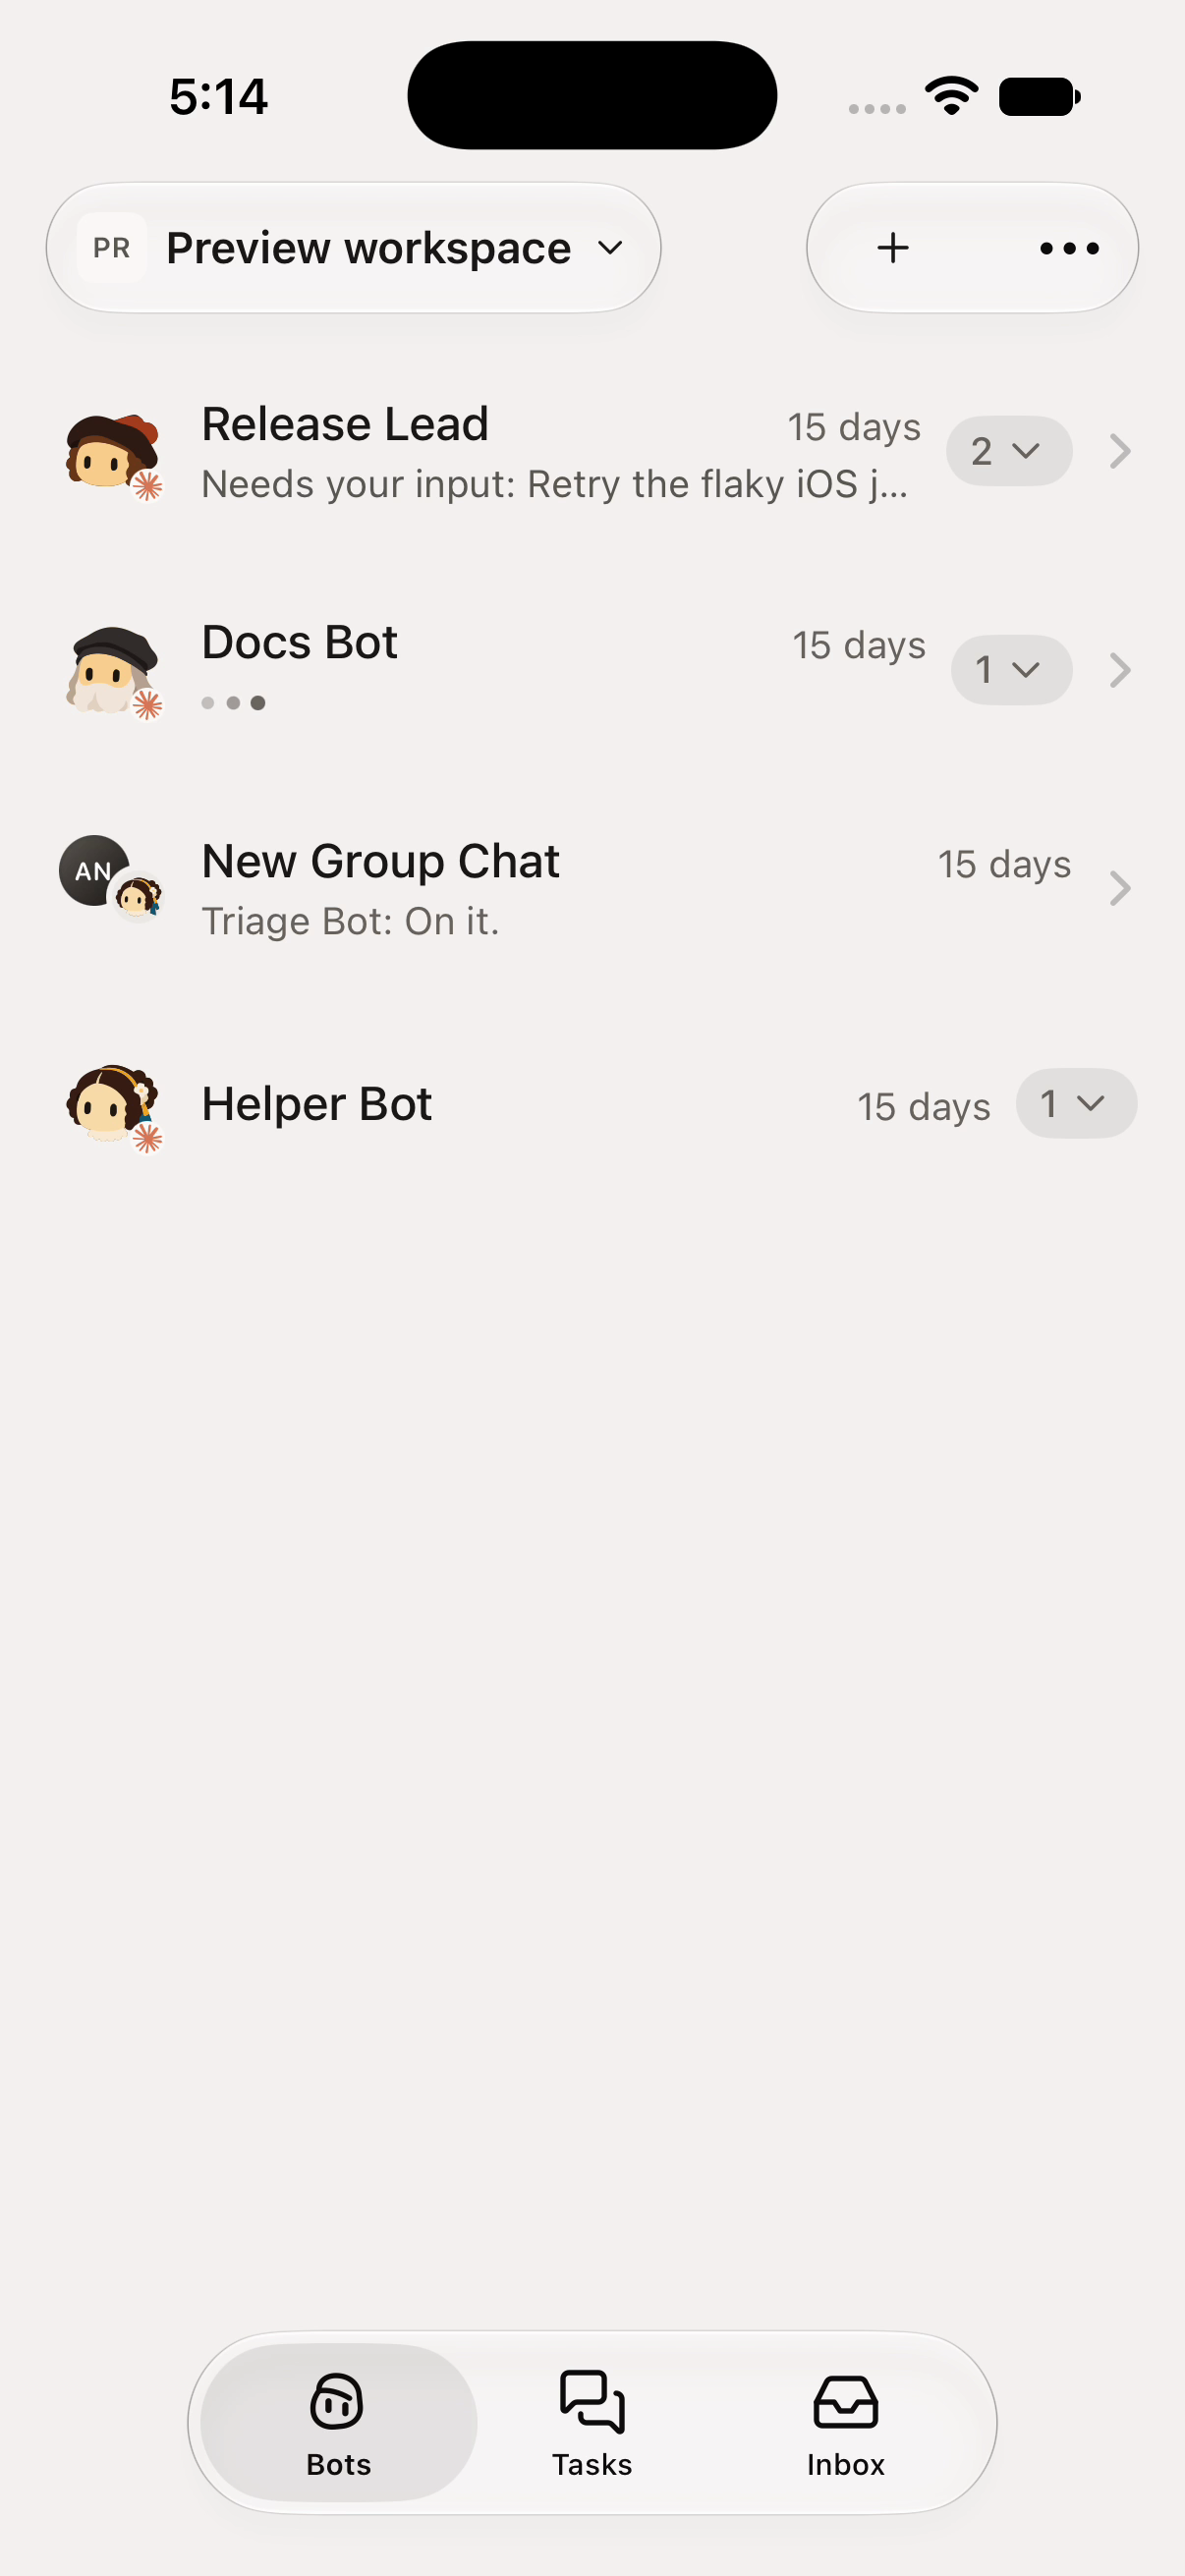 5:14
PR Preview workspace
Release Lead 15 days 2
Needs your input: Retry the flaky iOS j...
Docs Bot 15 days 1
AN New Group Chat 15 days
Triage Bot: On it.
Helper Bot 15 days 1
Bots Tasks Inbox